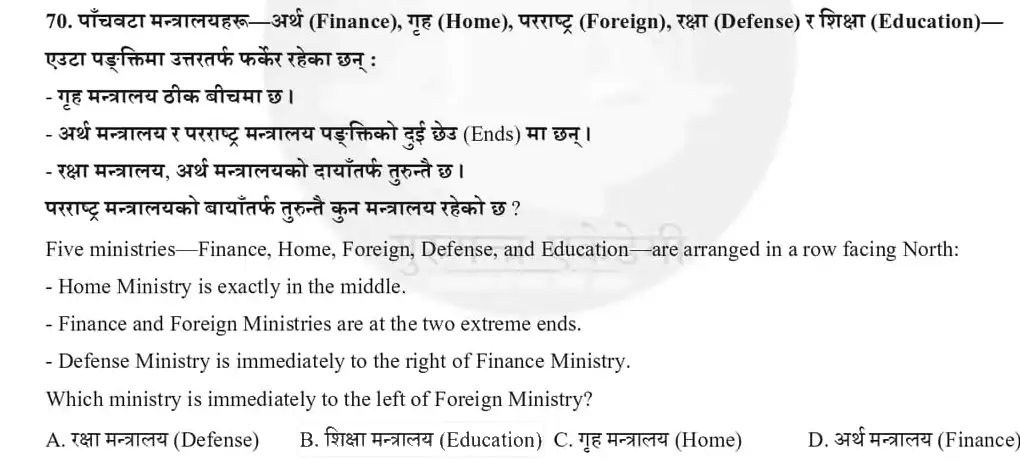 70. पाँचवटा मन्त्रालयहरू—अर्थ (Finance), गृह (Home), परराष्ट्र (Foreign), रक्षा (Defense) र शिक्षा (Education)—
एउटा पङ्क्तिमा उत्तरतर्फ फर्केर रहेका छन् :
- गृह मन्त्रालय ठीक बीचमा छ ।
- अर्थ मन्त्रालय र परराष्ट्र मन्त्रालय पङ्क्तिको दुई छेउ (Ends) मा छन् ।
- रक्षा मन्त्रालय, अर्थ मन्त्रालयको दायाँतर्फ तुरुन्तै छ ।
परराष्ट्र मन्त्रालयको बायाँतर्फ तुरुन्तै कुन मन्त्रालय रहेको छ ?
Five ministries—Finance, Home, Foreign, Defense, and Education—are arranged in a row facing North:
- Home Ministry is exactly in the middle.
- Finance and Foreign Ministries are at the two extreme ends.
- Defense Ministry is immediately to the right of Finance Ministry.
Which ministry is immediately to the left of Foreign Ministry?
A. रक्षा मन्त्रालय (Defense) B. शिक्षा मन्त्रालय (Education) C. गृह मन्त्रालय (Home) D. अर्थ मन्त्रालय (Finance)